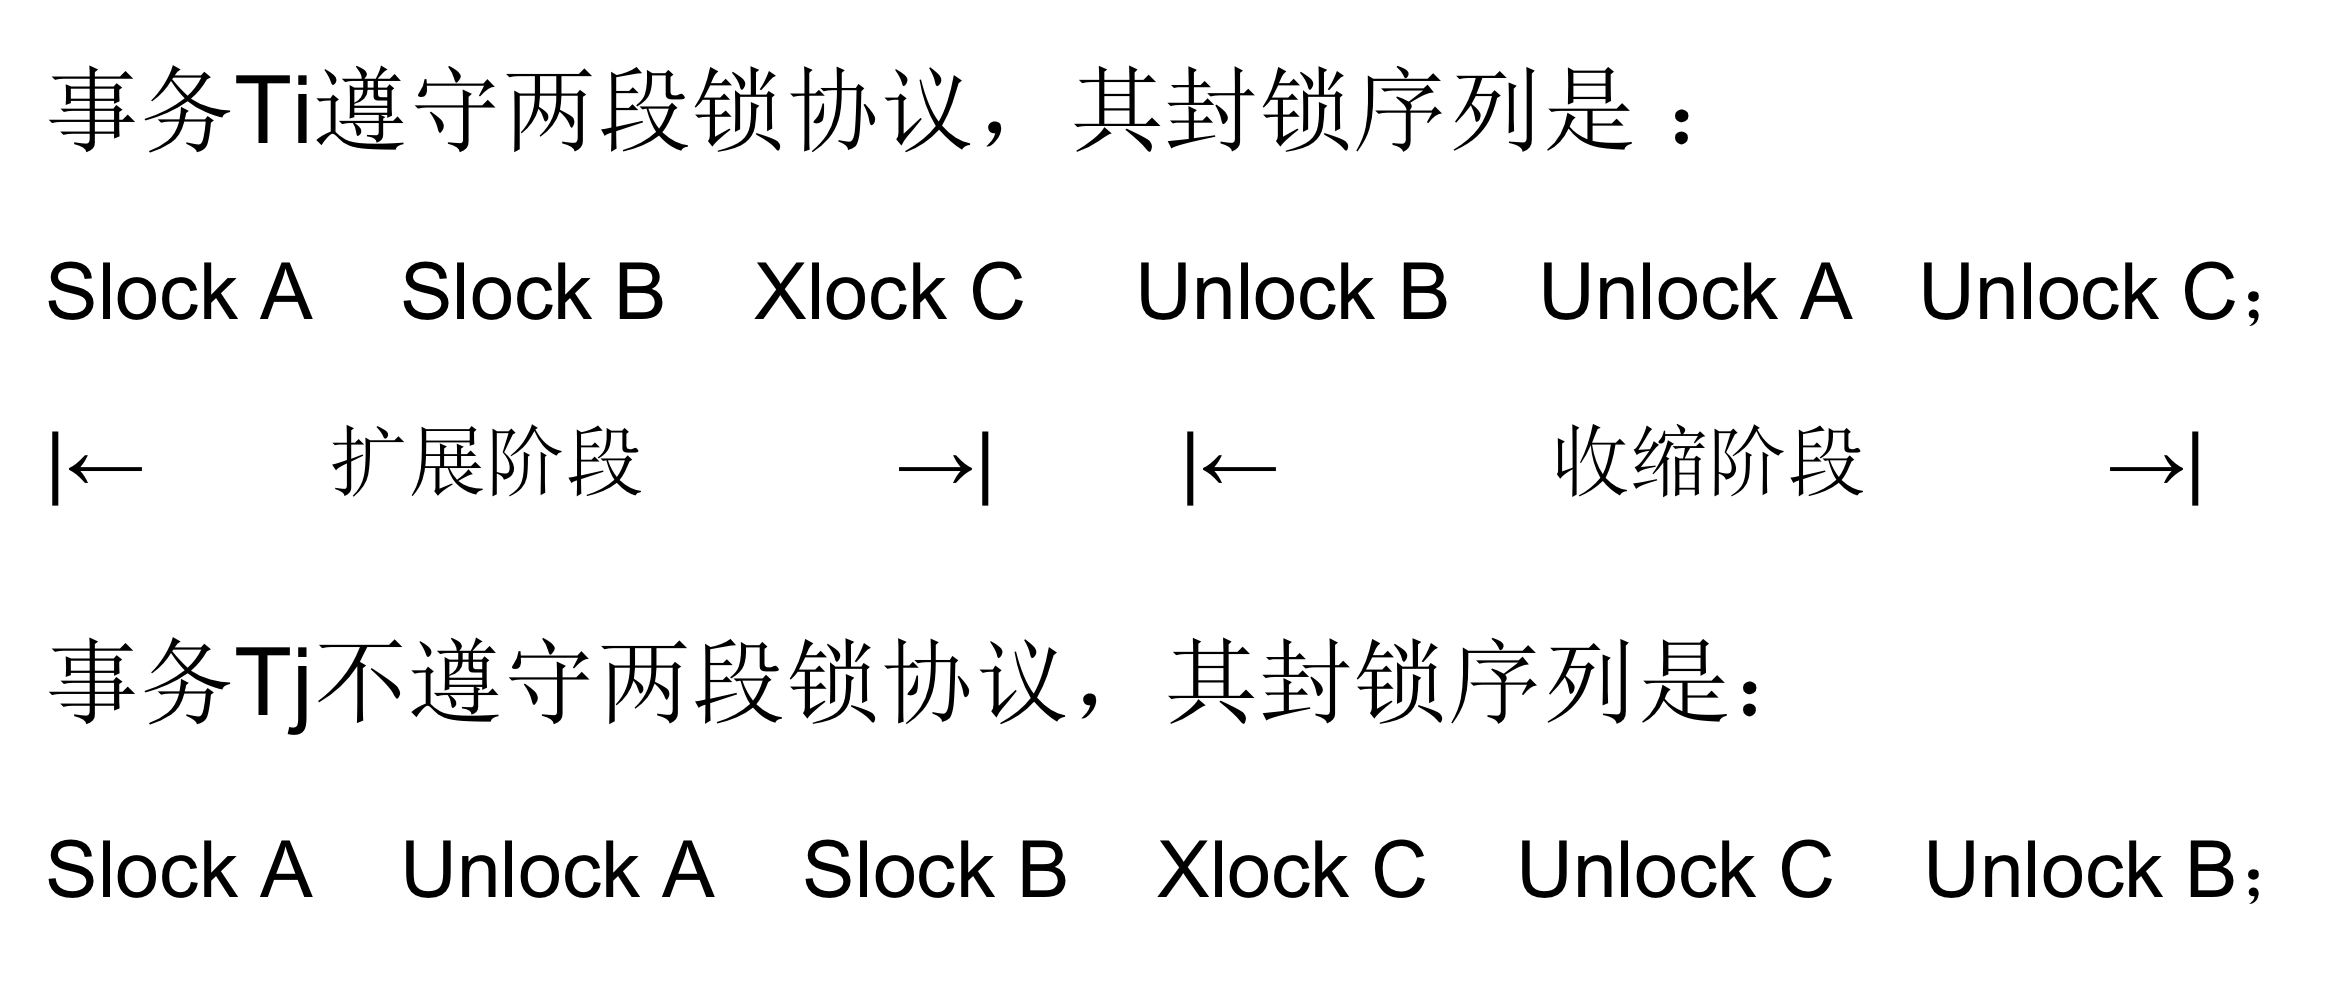 事务Ti遵守两段锁协议，其封锁序列是 ：
Slock A Slock B Xlock C Unlock B Unlock A Unlock C；
|← 扩展阶段 →| |← 收缩阶段 →|
事务Tj不遵守两段锁协议，其封锁序列是：
Slock A Unlock A Slock B Xlock C Unlock C Unlock B；